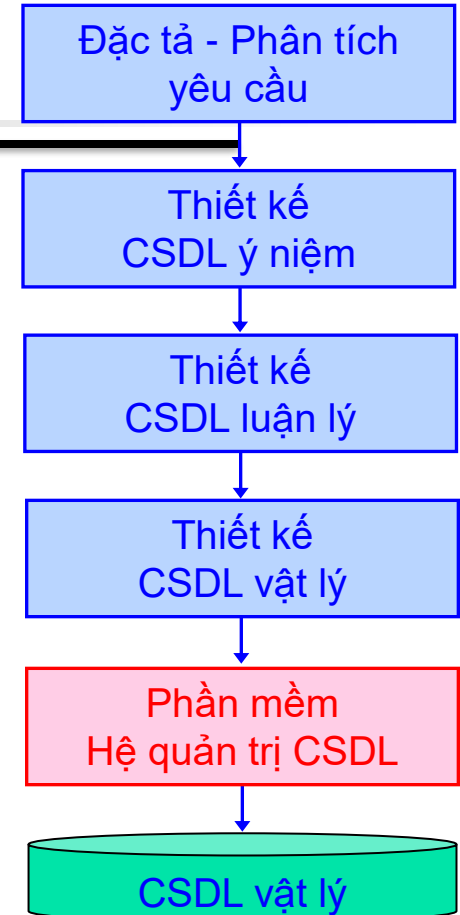 Đặc tả - Phân tích
yêu cầu
Thiết kế
CSDL ý niệm
Thiết kế
CSDL luận lý
Thiết kế
CSDL vật lý
Phần mềm
Hệ quản trị CSDL
CSDL vật lý